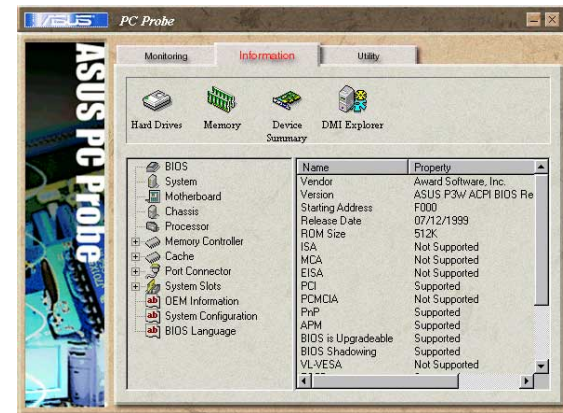 ASUS
PC Probe
ASUS PC Probe
Monitoring
Information
Utility
Hard Drives
Memory
Device Summary
DMI Explorer
BIOS
System
Motherboard
Chassis
Processor
Memory Controller
Cache
Port Connector
System Slots
OEM Information
System Configuration
BIOS Language
Name Property
Vendor Award Software, Inc.
Version ASUS P3W ACPI BIOS Re
Starting Address F000
Release Date 07/12/1999
ROM Size 512K
ISA Not Supported
MCA Not Supported
EISA Not Supported
PCI Supported
PCMCIA Not Supported
PnP Supported
APM Supported
BIOS is Upgradeable Supported
BIOS Shadowing Supported
VL-VESA Not Supported